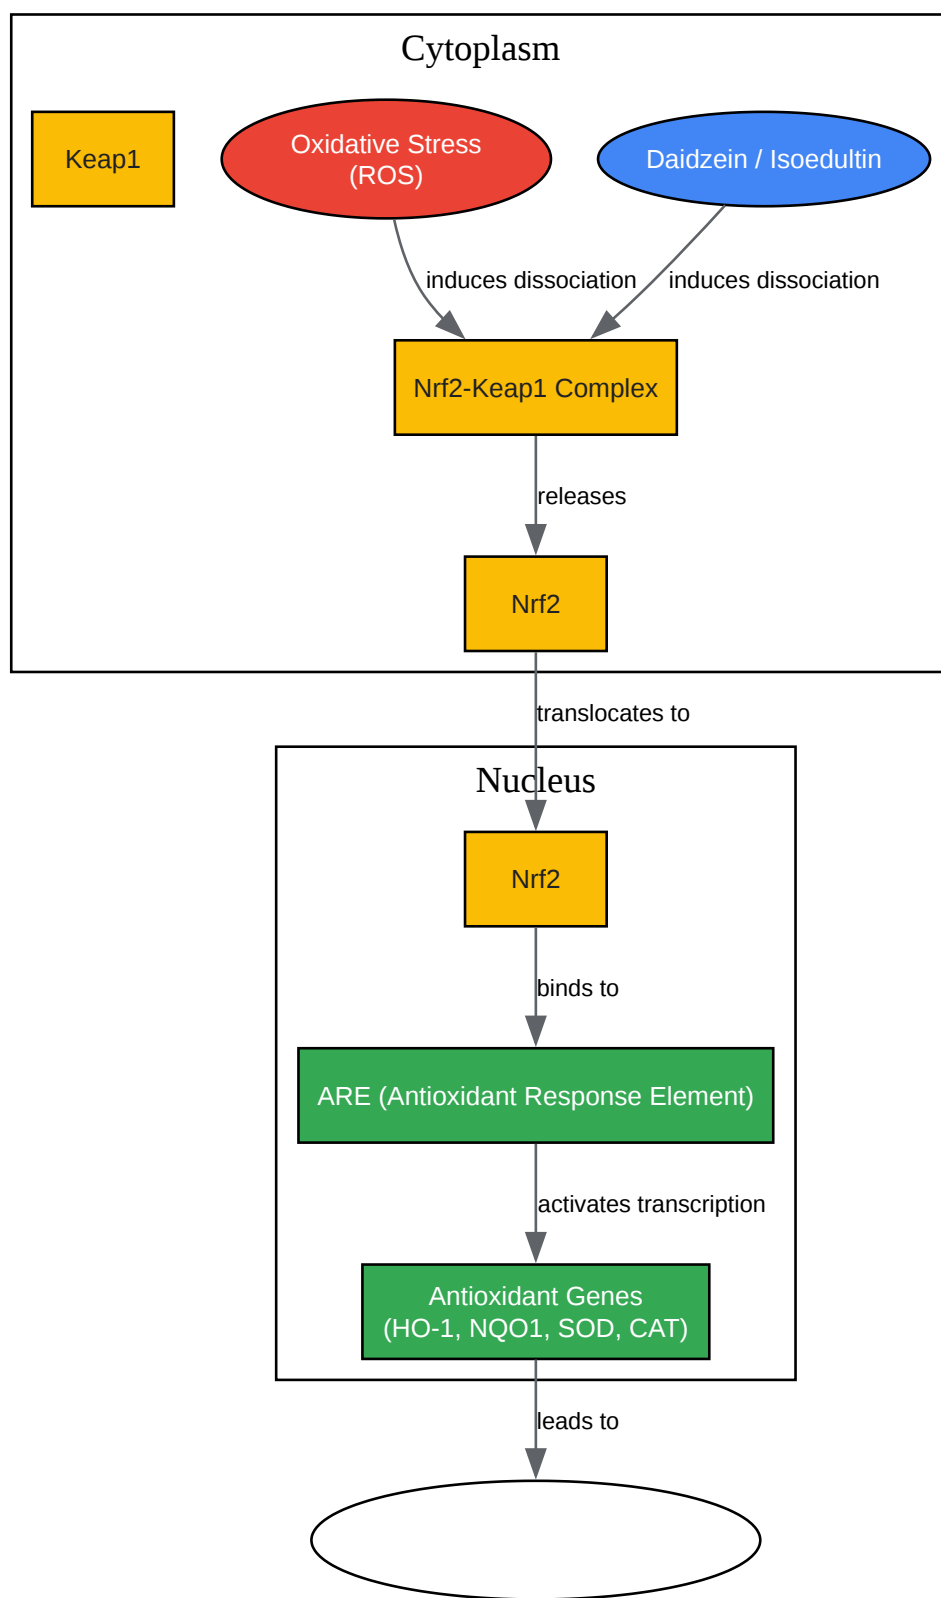 Cytoplasm
Keap1
Oxidative Stress
(ROS)
Daidzein / Isoedultin
induces dissociation
induces dissociation
Nrf2-Keap1 Complex
releases
Nrf2
translocates to
Nucleus
Nrf2
binds to
ARE (Antioxidant Response Element)
activates transcription
Antioxidant Genes
(HO-1, NQO1, SOD, CAT)
leads to